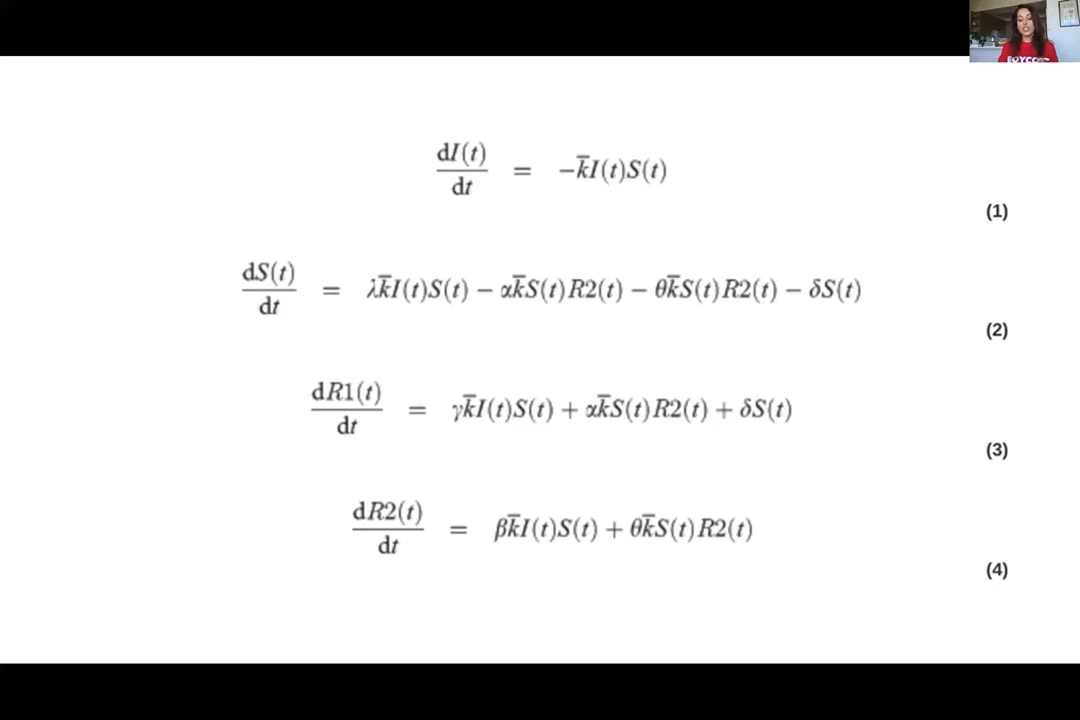 dI(t)/dt = −k̅I(t)S(t)
(1)
dS(t)/dt = λk̅I(t)S(t) − αk̅S(t)R2(t) − θk̅S(t)R2(t) − δS(t)
(2)
dR1(t)/dt = γk̅I(t)S(t) + αk̅S(t)R2(t) + δS(t)
(3)
dR2(t)/dt = βk̅I(t)S(t) + θk̅S(t)R2(t)
(4)